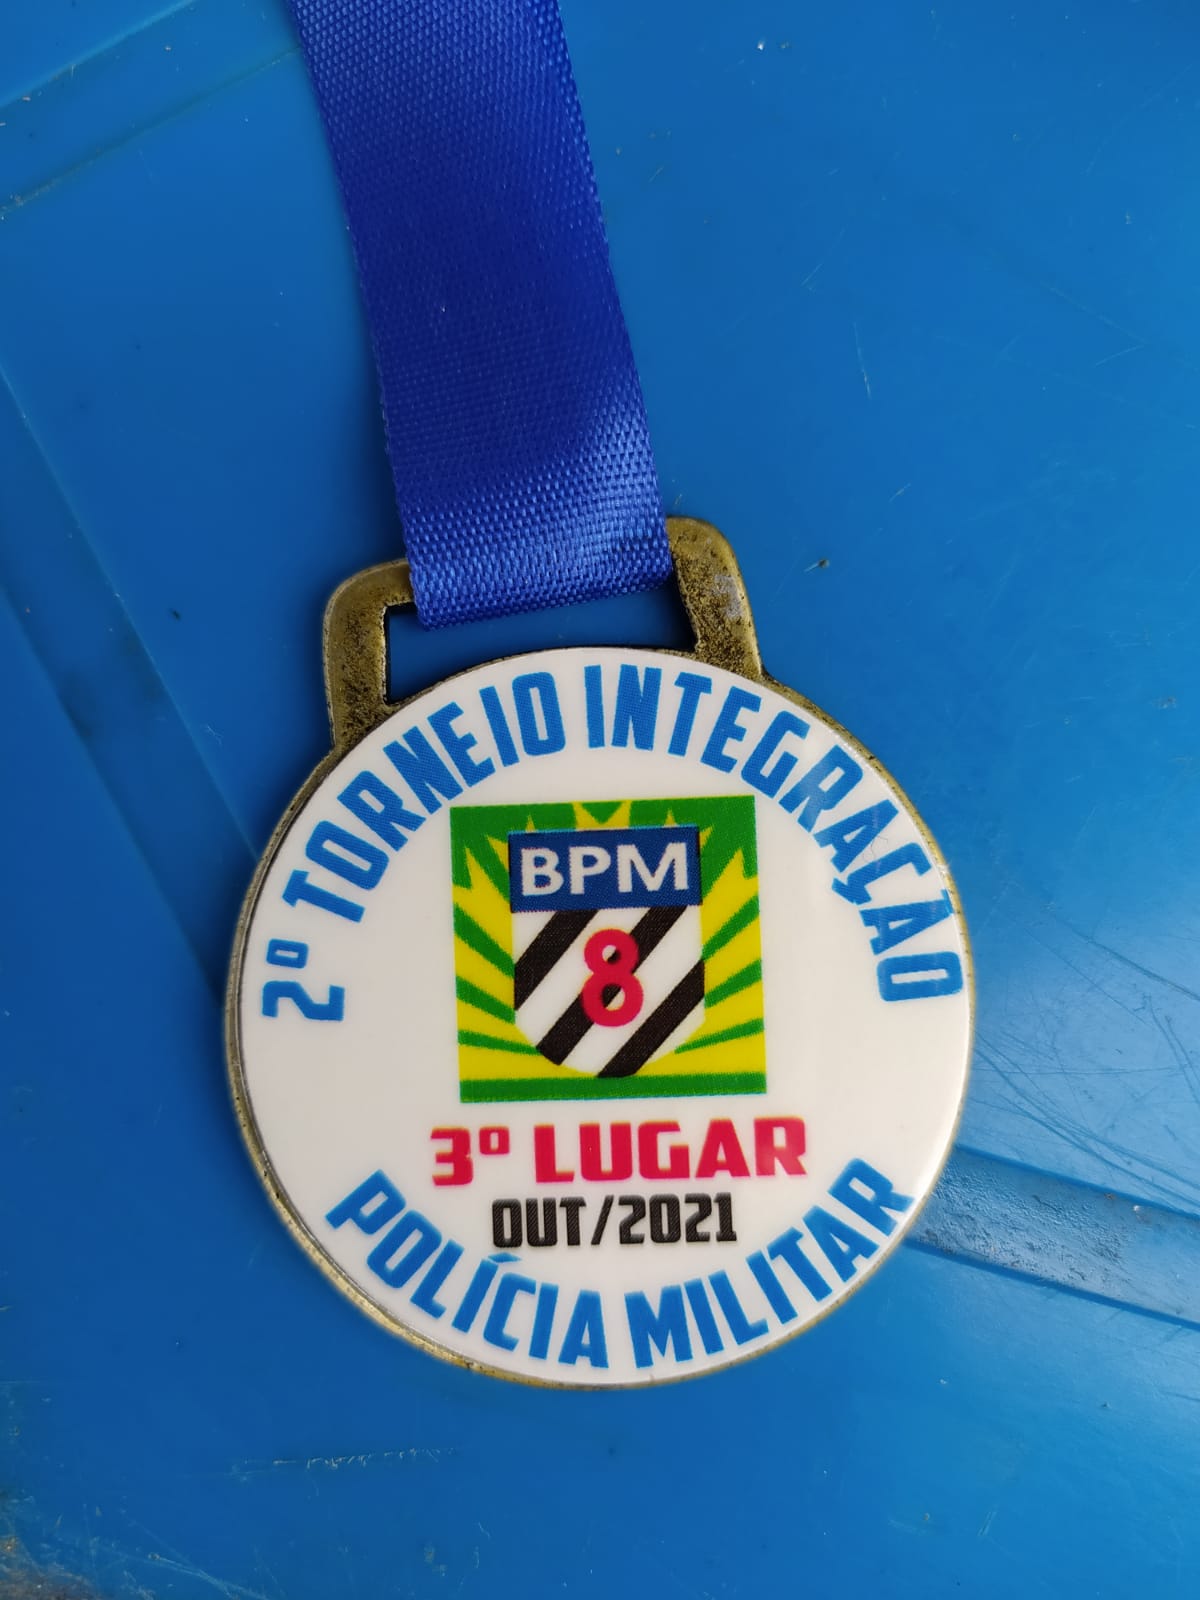 2º TORNEIO INTEGRAÇÃO
BPM
8
3º LUGAR
OUT/2021
POLÍCIA MILITAR